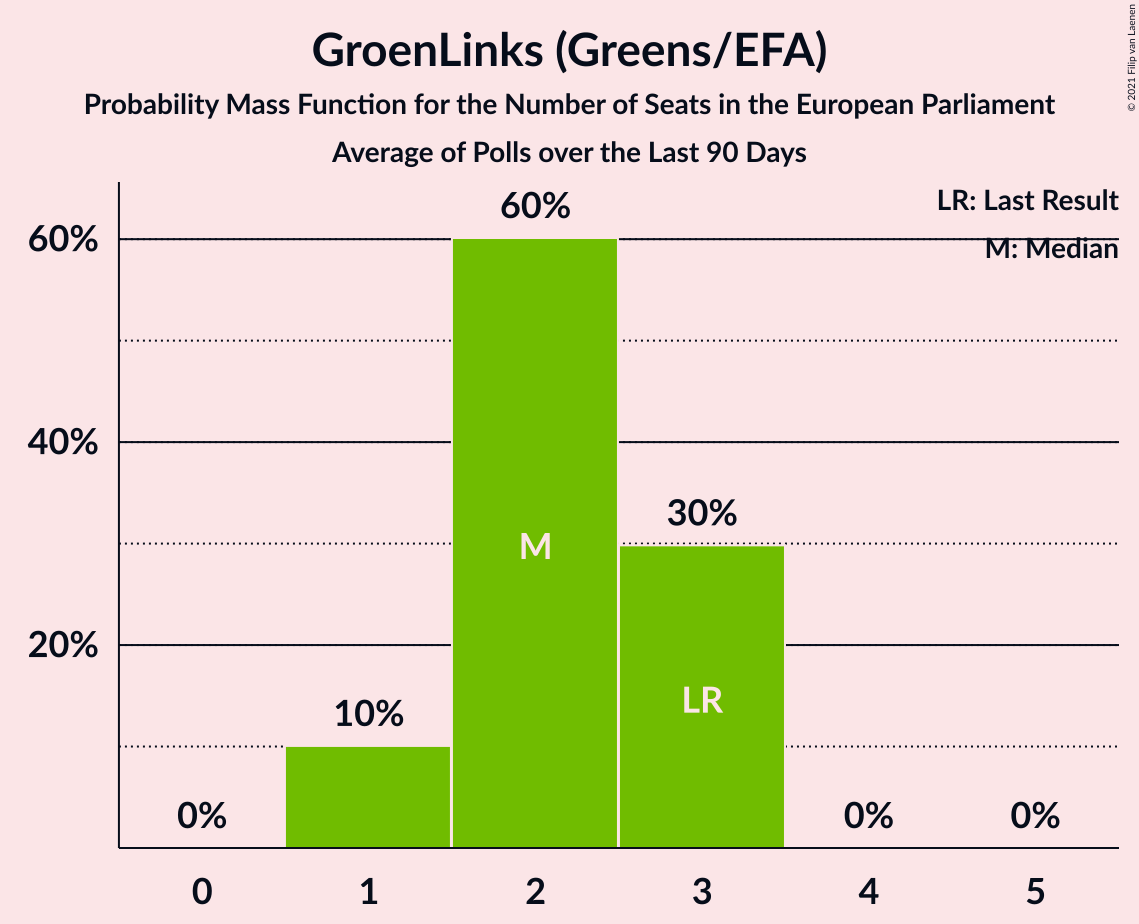 GroenLinks (Greens/EFA)
Probability Mass Function for the Number of Seats in the European Parliament
Average of Polls over the Last 90 Days
© 2021 Filip van Laenen
LR: Last Result
M: Median
60%
40%
20%
0%
10%
60%
30%
0%
0%
M
LR
0
1
2
3
4
5